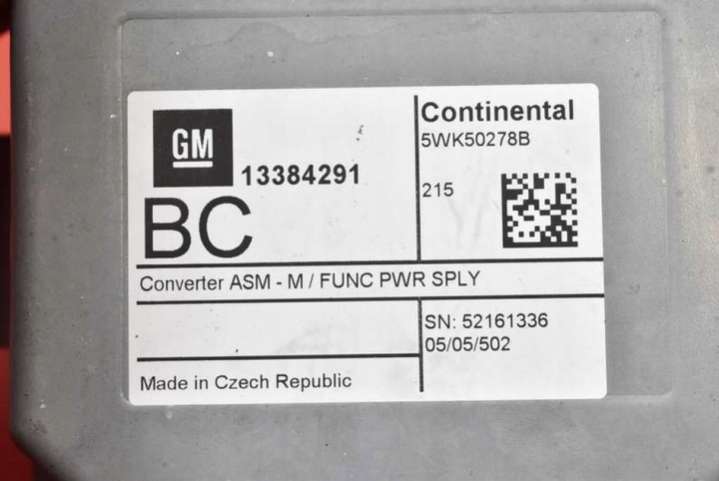 GM
13384291
BC
Continental
5WK50278B
215
Converter ASM - M / FUNC PWR SPLY
SN: 52161336
05/05/502
Made in Czech Republic